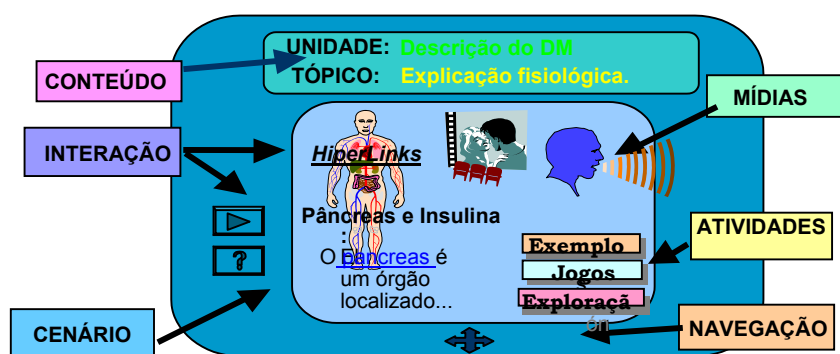 UNIDADE: Descrição do DM
TÓPICO: Explicação fisiológica.
CONTEÚDO
MÍDIAS
INTERAÇÃO
HiperLinks
Pâncreas e Insulina
:
O pâncreas é
um órgão
localizado...
?
Exemplo
Jogos
Exploraçã
ATIVIDADES
CENÁRIO
NAVEGAÇÃO